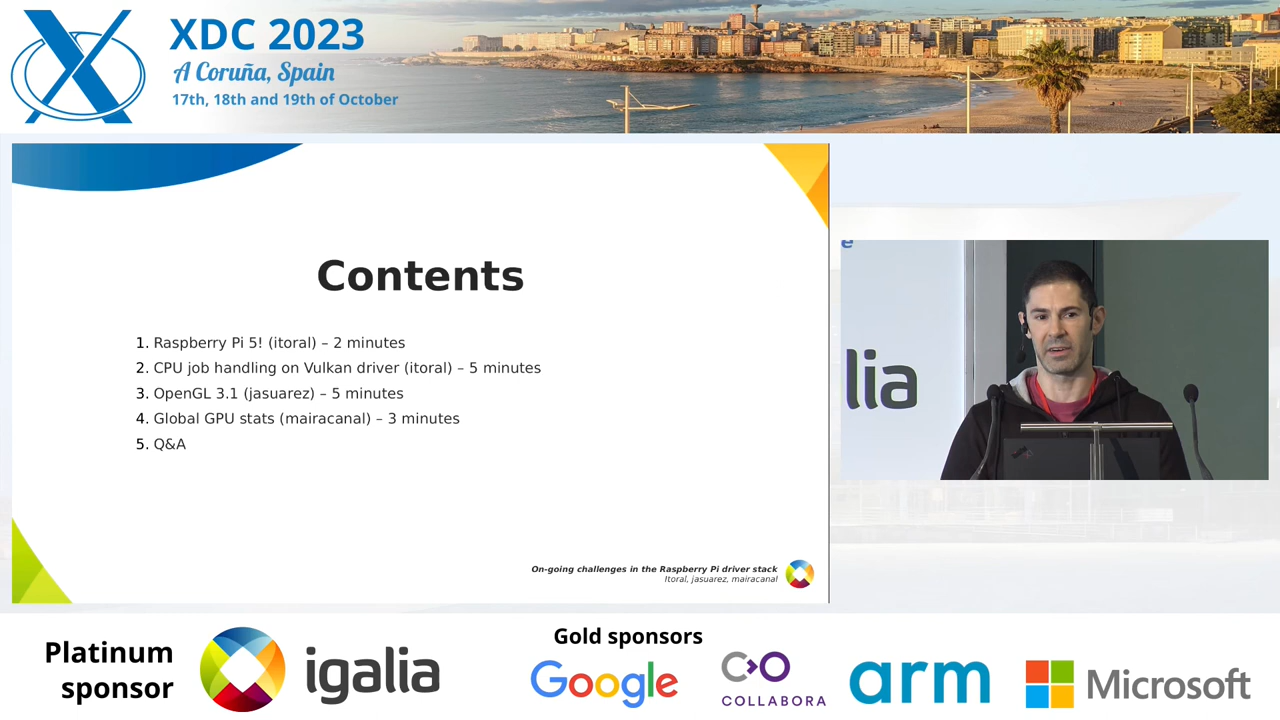 XDC 2023
A Coruña, Spain
17th, 18th and 19th of October
Contents
1. Raspberry Pi 5! (itoral) – 2 minutes
2. CPU job handling on Vulkan driver (itoral) – 5 minutes
3. OpenGL 3.1 (jasuarez) – 5 minutes
4. Global GPU stats (mairacanal) – 3 minutes
5. Q&A
On-going challenges in the Raspberry Pi driver stack
Itoral, jasuarez, mairacanal
e
lia
Platinum
sponsor
igalia
Gold sponsors
Google
COLLABORA
arm
Microsoft